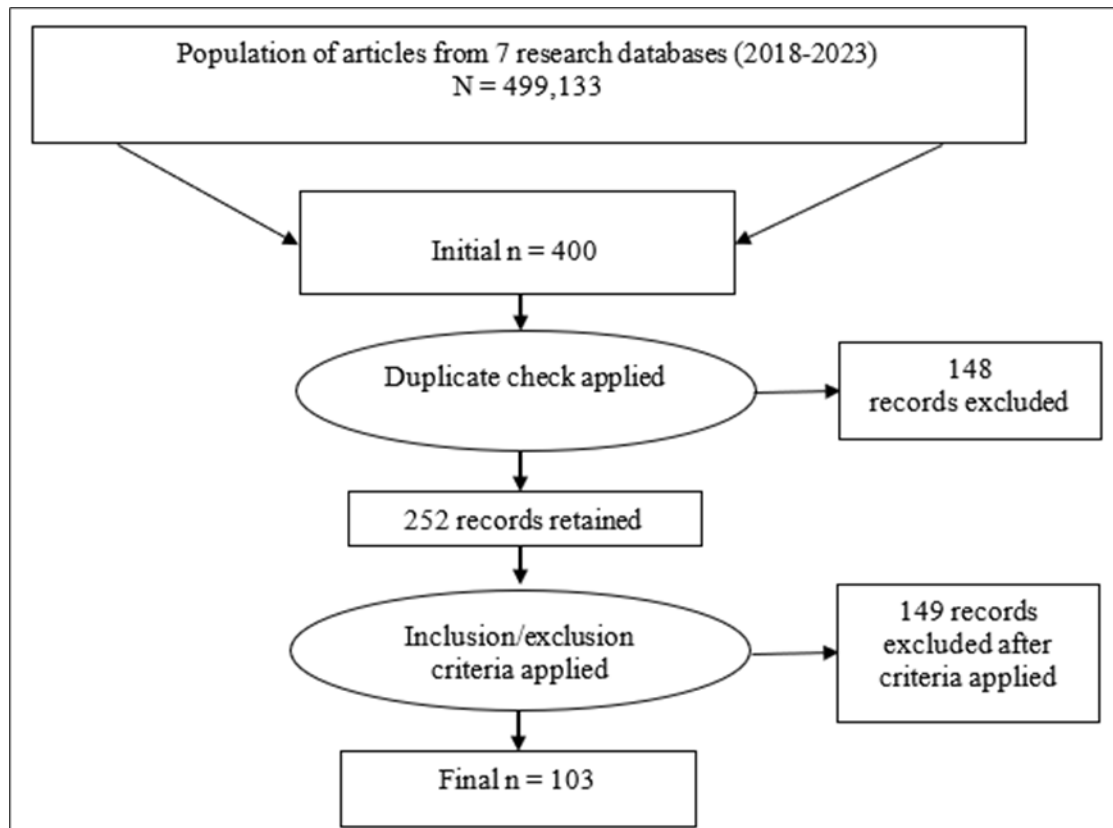 Population of articles from 7 research databases (2018-2023)
N = 499,133
Initial n = 400
Duplicate check applied
148
records excluded
252 records retained
Inclusion/exclusion
criteria applied
149 records
excluded after
criteria applied
Final n = 103